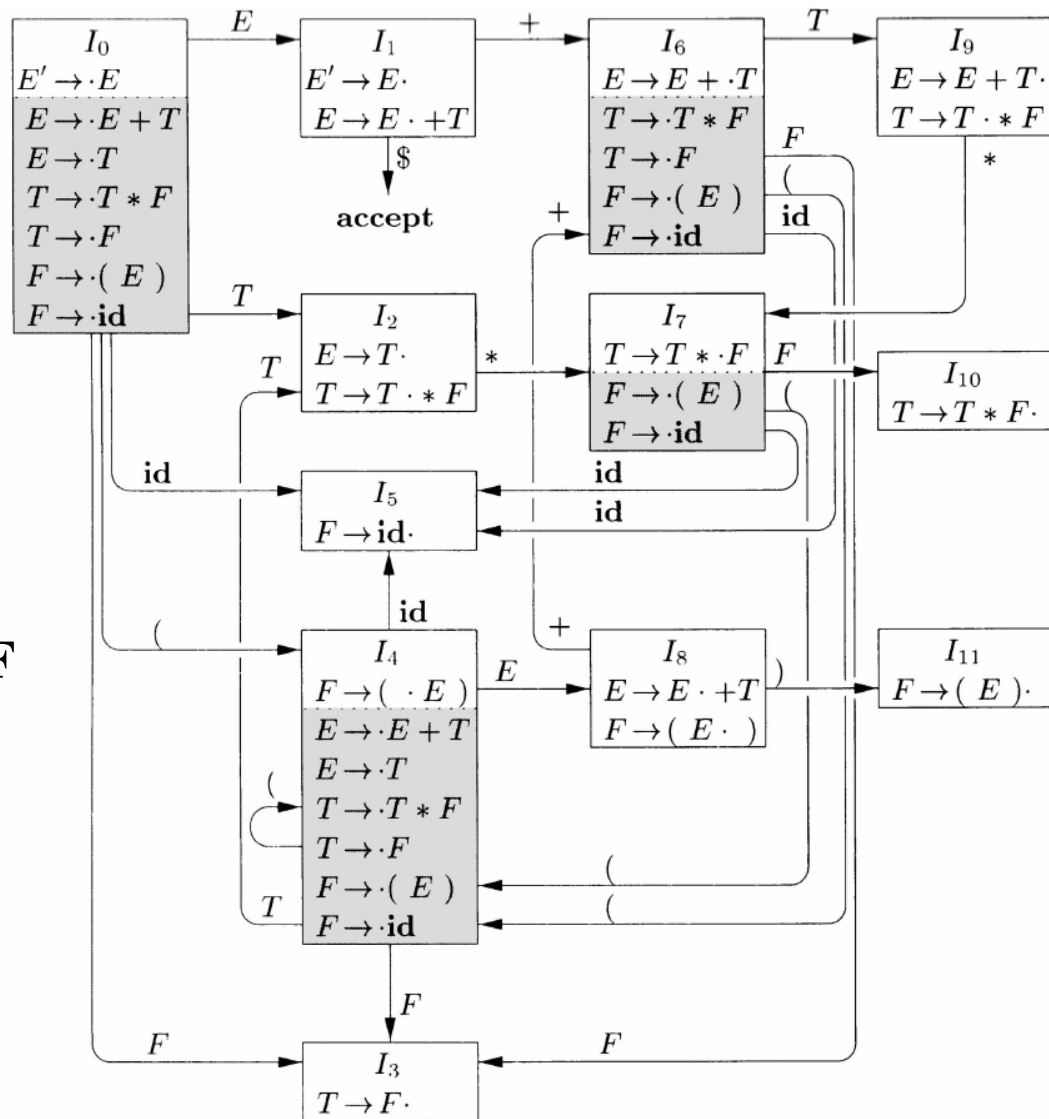 I₀
E' → ·E
E → ·E + T
E → ·T
T → ·T * F
T → ·F
F → ·( E )
F → ·id
E
I₁
E' → E·
E → E · +T
$
accept
+
I₆
E → E + ·T
T → ·T * F
T → ·F
F → ·( E )
F → ·id
T
I₉
E → E + T·
T → T · * F
*
F
(
id
+
T
I₂
E → T·
T → T · * F
T
*
I₇
T → T * ·F
F → ·( E )
F → ·id
F
(
I₁₀
T → T * F·
id
I₅
F → id·
id
id
id
F
(
I₄
F → ( · E )
E → ·E + T
E → ·T
T → ·T * F
T → ·F
F → ·( E )
F → ·id
E
+
I₈
E → E · +T
F → ( E · )
)
I₁₁
F → ( E )·
(
T
(
(
F
F
I₃
T → F·
F